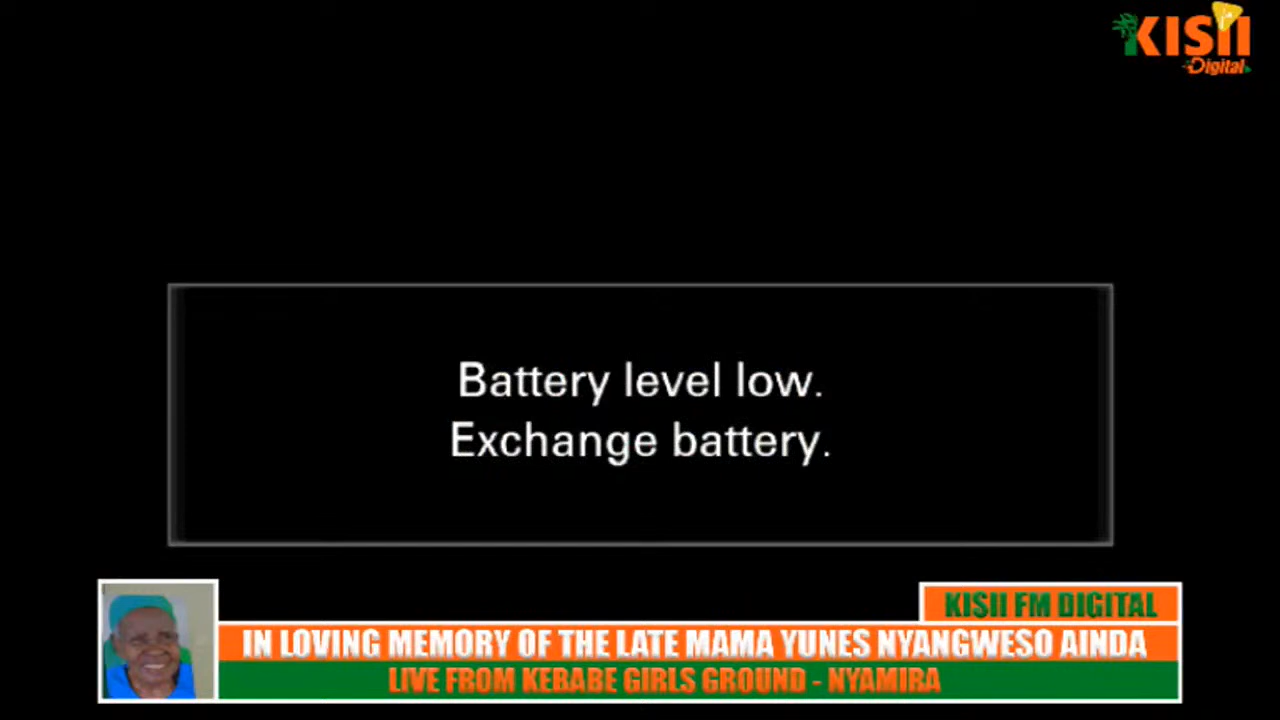 KISII
Digital
Battery level low.
Exchange battery.
KISII FM DIGITAL
IN LOVING MEMORY OF THE LATE MAMA YUNES NYANGWESO AINDA
LIVE FROM KEBABE GIRLS GROUND - NYAMIRA